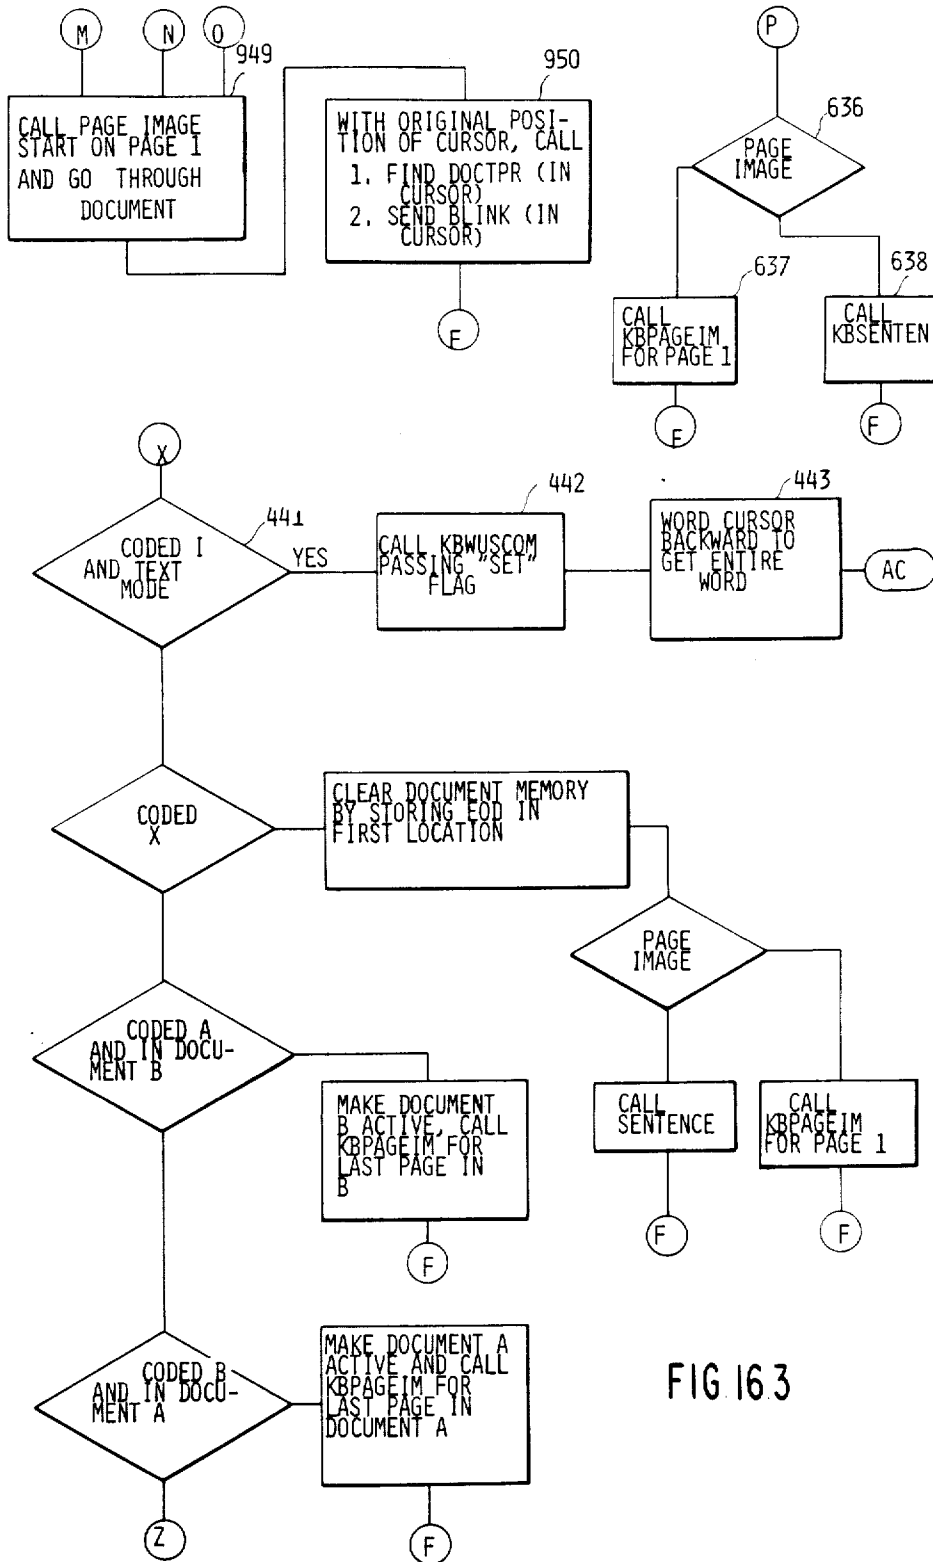 M
N
O
949
CALL PAGE IMAGE
START ON PAGE 1
AND GO THROUGH
DOCUMENT
950
WITH ORIGINAL POSI-
TION OF CURSOR, CALL
1. FIND DOCTPR (IN
CURSOR)
2. SEND BLINK (IN
CURSOR)
F
P
636
PAGE
IMAGE
637
CALL
KBPAGEIM
FOR PAGE 1
F
638
CALL
KBSENTEN
F
X
441
CODED I
AND TEXT
MODE
YES
442
CALL KBWUSCOM
PASSING "SET"
FLAG
443
WORD CURSOR
BACKWARD TO
GET ENTIRE
WORD
AC
CODED
X
CLEAR DOCUMENT MEMORY
BY STORING EOD IN
FIRST LOCATION
PAGE
IMAGE
CALL
SENTENCE
F
CALL
KBPAGEIM
FOR PAGE 1
F
CODED A
AND IN DOCU-
MENT B
MAKE DOCUMENT
B ACTIVE, CALL
KBPAGEIM FOR
LAST PAGE IN
B
F
CODED B
AND IN DOCU-
MENT A
MAKE DOCUMENT A
ACTIVE AND CALL
KBPAGEIM FOR
LAST PAGE IN
DOCUMENT A
F
Z
FIG.16.3